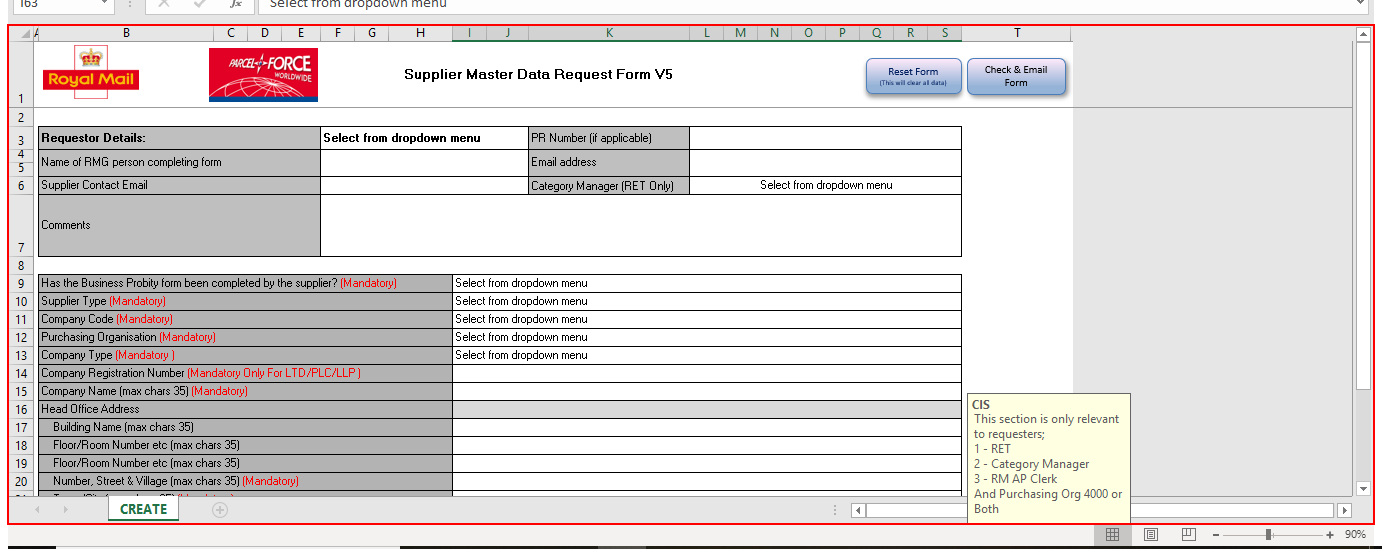 163 Select from dropdown menu
A B C D E F G H I J K L M N O P Q R S T
Royal Mail
PARCEL FORCE
WORLDWIDE
Supplier Master Data Request Form V5
Reset Form
(This will clear all data)
Check & Email
Form
1
2
3 Requestor Details: Select from dropdown menu PR Number (if applicable)
4
Name of RMG person completing form Email address
5
6 Supplier Contact Email Category Manager (RET Only) Select from dropdown menu
Comments
7
8
9 Has the Business Probity form been completed by the supplier? (Mandatory) Select from dropdown menu
10 Supplier Type (Mandatory) Select from dropdown menu
11 Company Code (Mandatory) Select from dropdown menu
12 Purchasing Organisation (Mandatory) Select from dropdown menu
13 Company Type (Mandatory ) Select from dropdown menu
14 Company Registration Number (Mandatory Only For LTD/PLC/LLP )
15 Company Name (max chars 35) (Mandatory)
16 Head Office Address
17 Building Name (max chars 35)
18 Floor/Room Number etc (max chars 35)
19 Floor/Room Number etc (max chars 35)
20 Number, Street & Village (max chars 35) (Mandatory)
CIS
This section is only relevant
to requesters;
1 - RET
2 - Category Manager
3 - RM AP Clerk
And Purchasing Org 4000 or
Both
CREATE
90%